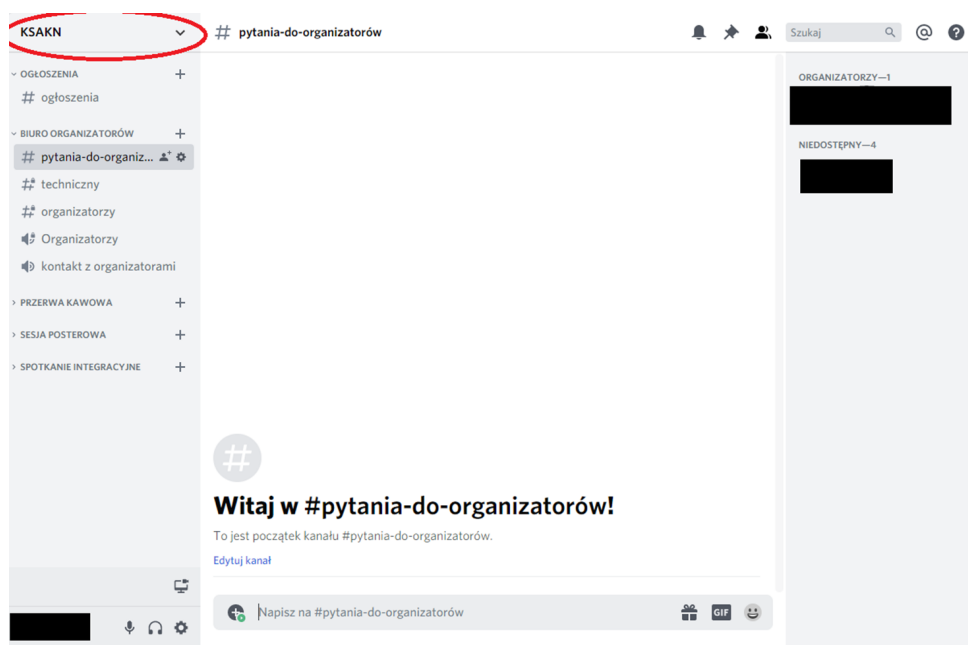 KSAKN
OGŁOSZENIA
ogłoszenia
BIURO ORGANIZATORÓW
pytania-do-organiz...
techniczny
organizatorzy
Organizatorzy
kontakt z organizatorami
PRZERWA KAWOWA
SESJA POSTEROWA
SPOTKANIE INTEGRACYJNE
# pytania-do-organizatorów
Szukaj
Witaj w #pytania-do-organizatorów!
To jest początek kanału #pytania-do-organizatorów.
Edytuj kanał
Napisz na #pytania-do-organizatorów
GIF
ORGANIZATORZY—1
NIEDOSTĘPNY—4